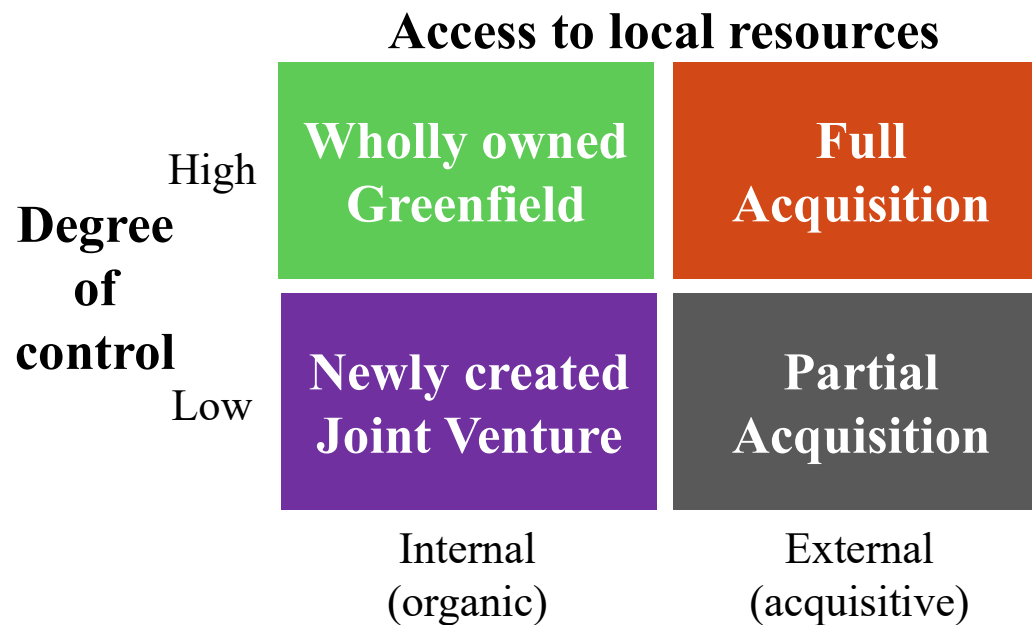 Access to local resources
Wholly owned
Greenfield
Full
Acquisition
High
Degree
of
control
Low
Newly created
Joint Venture
Partial
Acquisition
Internal
(organic)
External
(acquisitive)